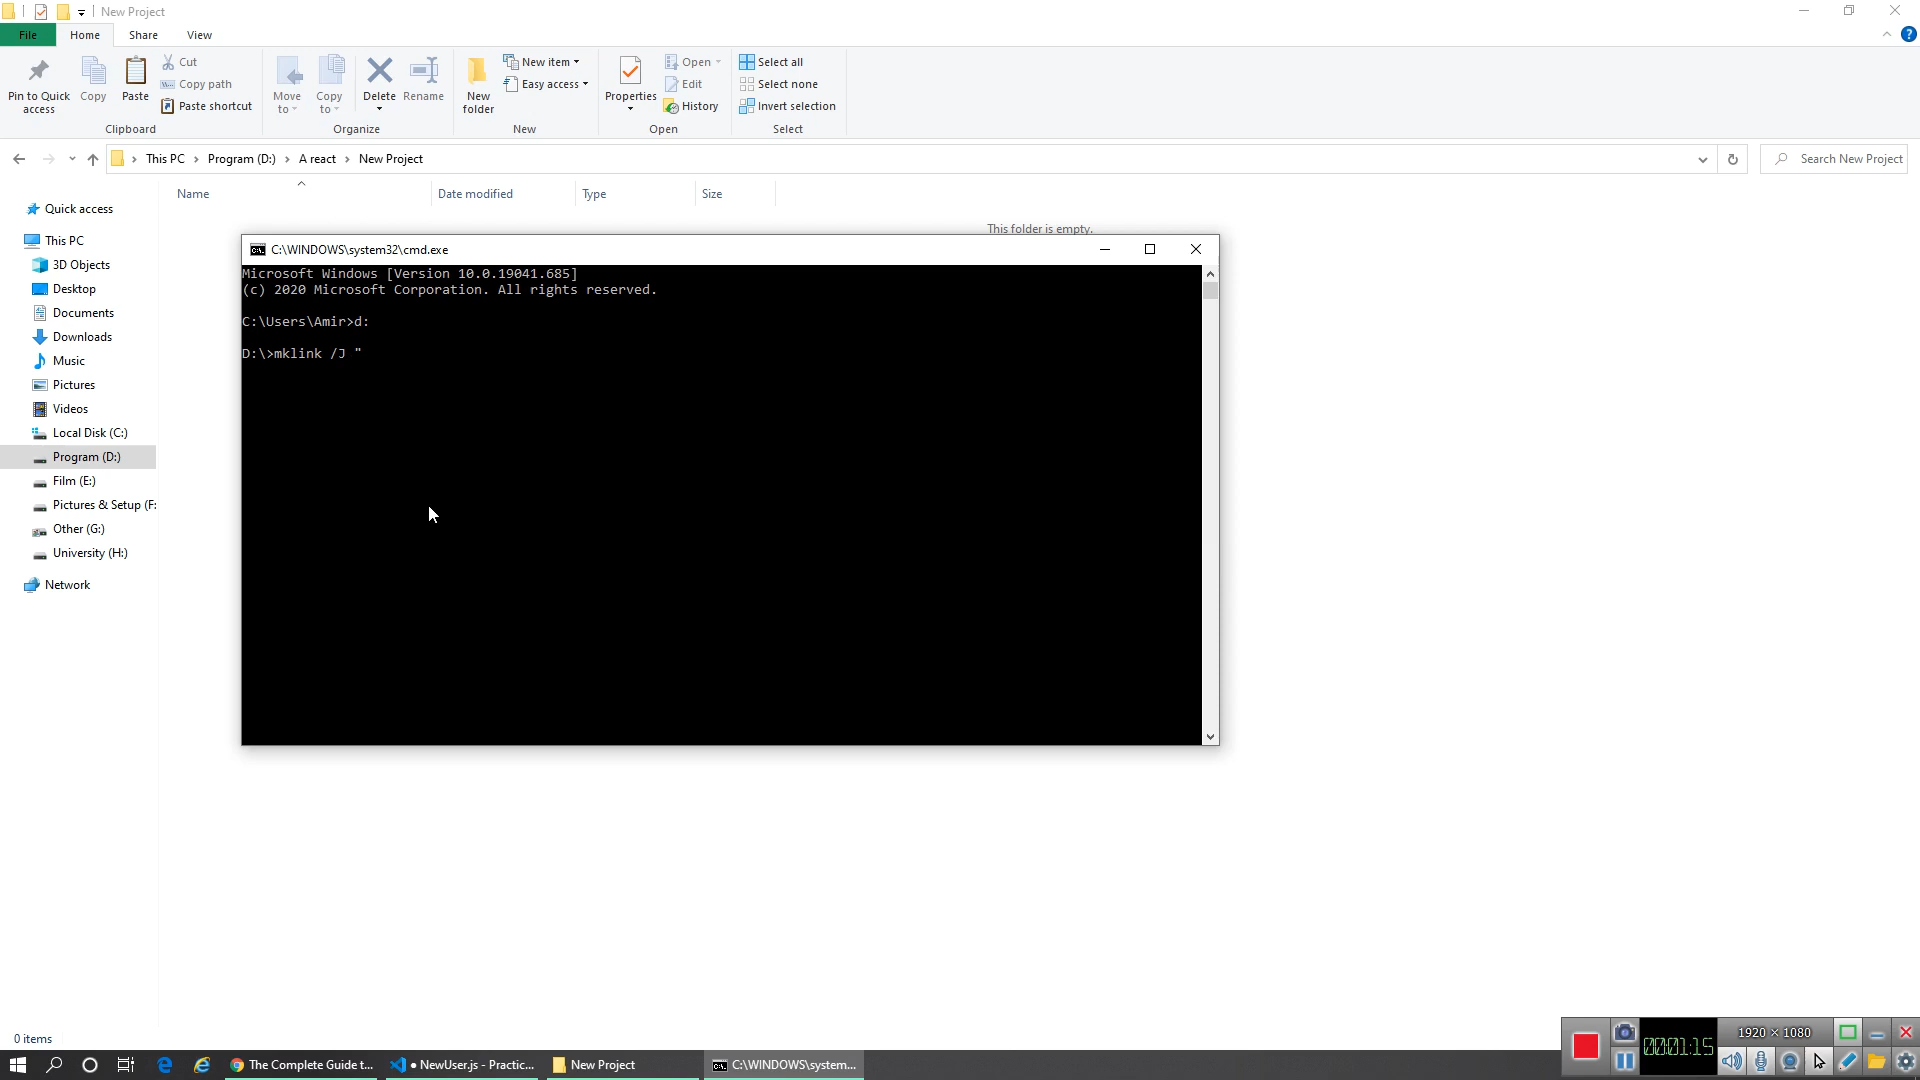 New Project
File Home Share View
Pin to Quick access
Copy
Paste
Cut
Copy path
Paste shortcut
Clipboard
Move to
Copy to
Delete
Rename
Organize
New folder
New item
Easy access
New
Properties
Open
Edit
History
Open
Select all
Select none
Invert selection
Select
This PC › Program (D:) › A react › New Project
Search New Project
Name Date modified Type Size
This folder is empty.
Quick access
This PC
3D Objects
Desktop
Documents
Downloads
Music
Pictures
Videos
Local Disk (C:)
Program (D:)
Film (E:)
Pictures & Setup (F:
Other (G:)
University (H:)
Network
C:\WINDOWS\system32\cmd.exe
Microsoft Windows [Version 10.0.19041.685]
(c) 2020 Microsoft Corporation. All rights reserved.
C:\Users\Amir>d:
D:\>mklink /J "
0 items
00:01:15
1920 × 1080
The Complete Guide t...
● NewUser.js - Practic...
New Project
C:\WINDOWS\system...